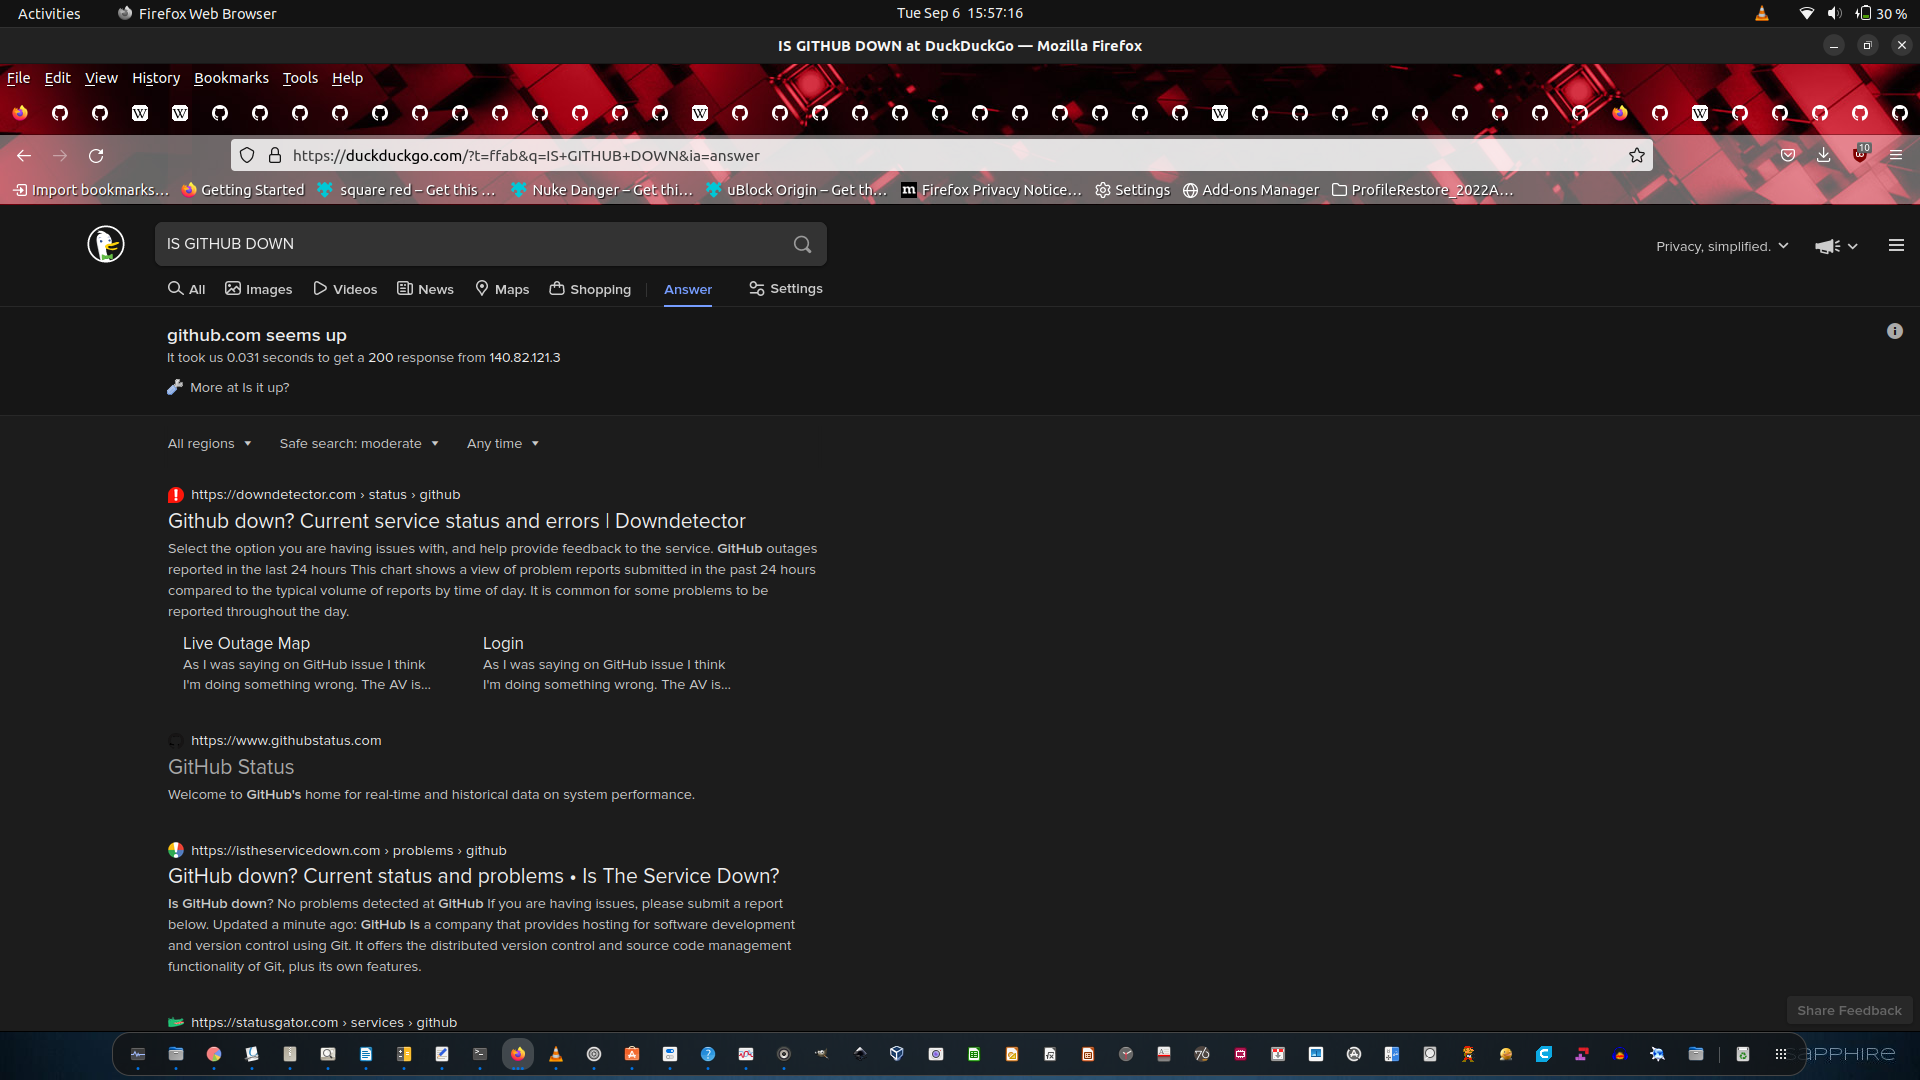 Activities
Firefox Web Browser
Tue Sep 6 15:57:16
30 %
IS GITHUB DOWN at DuckDuckGo — Mozilla Firefox
File Edit View History Bookmarks Tools Help
https://duckduckgo.com/?t=ffab&q=IS+GITHUB+DOWN&ia=answer
10
Import bookmarks…
Getting Started
square red – Get this …
Nuke Danger – Get thi…
uBlock Origin – Get th…
Firefox Privacy Notice…
Settings
Add-ons Manager
ProfileRestore_2022A…
IS GITHUB DOWN
Privacy, simplified.
All
Images
Videos
News
Maps
Shopping
Answer
Settings
github.com seems up
It took us 0.031 seconds to get a 200 response from 140.82.121.3
More at Is it up?
All regions
Safe search: moderate
Any time
https://downdetector.com › status › github
Github down? Current service status and errors | Downdetector
Select the option you are having issues with, and help provide feedback to the service. GitHub outages
reported in the last 24 hours This chart shows a view of problem reports submitted in the past 24 hours
compared to the typical volume of reports by time of day. It is common for some problems to be
reported throughout the day.
Live Outage Map
As I was saying on GitHub issue I think
I'm doing something wrong. The AV is...
Login
As I was saying on GitHub issue I think
I'm doing something wrong. The AV is...
https://www.githubstatus.com
GitHub Status
Welcome to GitHub's home for real-time and historical data on system performance.
https://istheservicedown.com › problems › github
GitHub down? Current status and problems • Is The Service Down?
Is GitHub down? No problems detected at GitHub If you are having issues, please submit a report
below. Updated a minute ago: GitHub is a company that provides hosting for software development
and version control using Git. It offers the distributed version control and source code management
functionality of Git, plus its own features.
https://statusgator.com › services › github
Share Feedback
76
SAPPHIRE